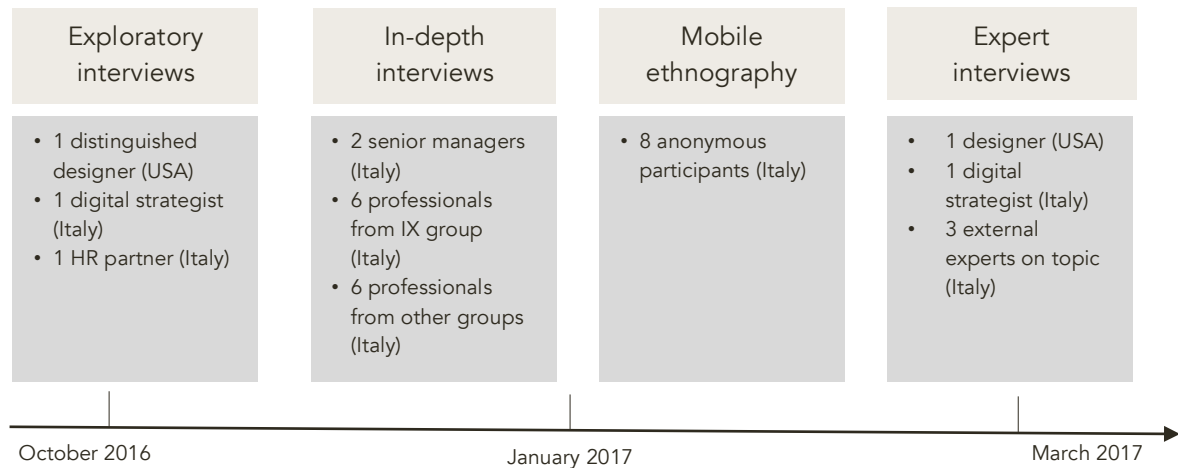 Exploratory
interviews
In-depth
interviews
Mobile
ethnography
Expert
interviews
• 1 distinguished
designer (USA)
• 1 digital strategist
(Italy)
• 1 HR partner (Italy)
• 2 senior managers
(Italy)
• 6 professionals
from IX group
(Italy)
• 6 professionals
from other groups
(Italy)
• 8 anonymous
participants (Italy)
• 1 designer (USA)
• 1 digital
strategist (Italy)
• 3 external
experts on topic
(Italy)
October 2016
January 2017
March 2017